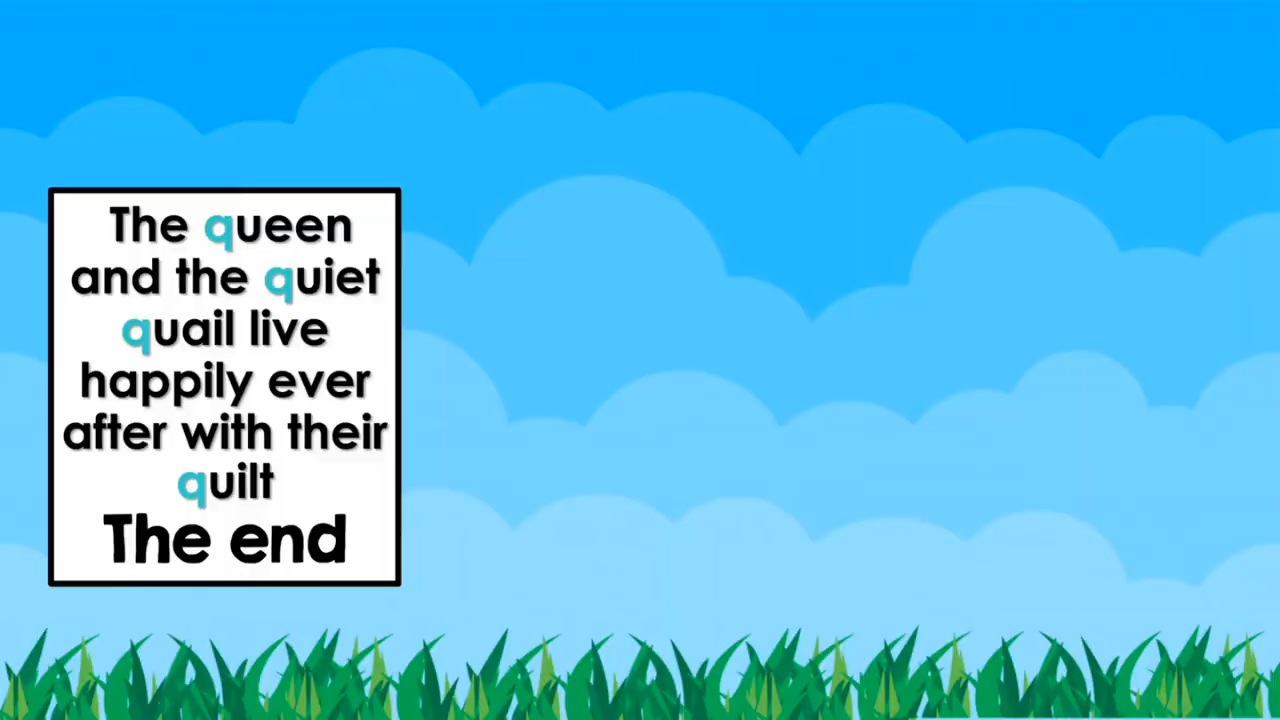 The queen
and the quiet
quail live
happily ever
after with their
quilt
The end